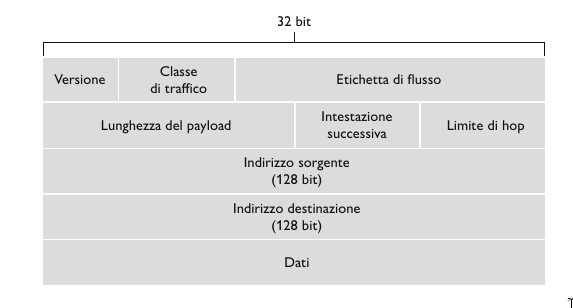 32 bit
Versione
Classe
di traffico
Etichetta di flusso
Lunghezza del payload
Intestazione
successiva
Limite di hop
Indirizzo sorgente
(128 bit)
Indirizzo destinazione
(128 bit)
Dati